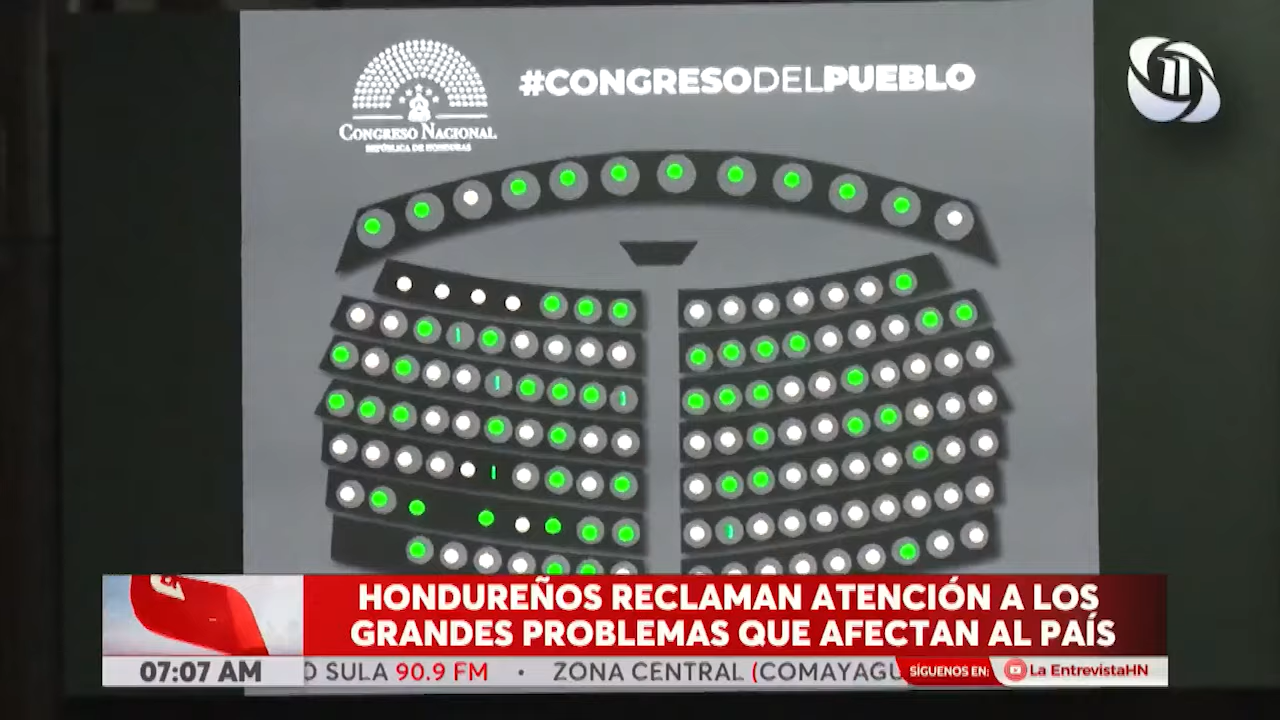 #CONGRESODELPUEBLO
11
CONGRESO NACIONAL
REPÚBLICA DE HONDURAS
HONDUREÑOS RECLAMAN ATENCIÓN A LOS
GRANDES PROBLEMAS QUE AFECTAN AL PAÍS
07:07 AM
O SULA 90.9 FM • ZONA CENTRAL (COMAYAGU
SÍGUENOS EN:
La EntrevistaHN